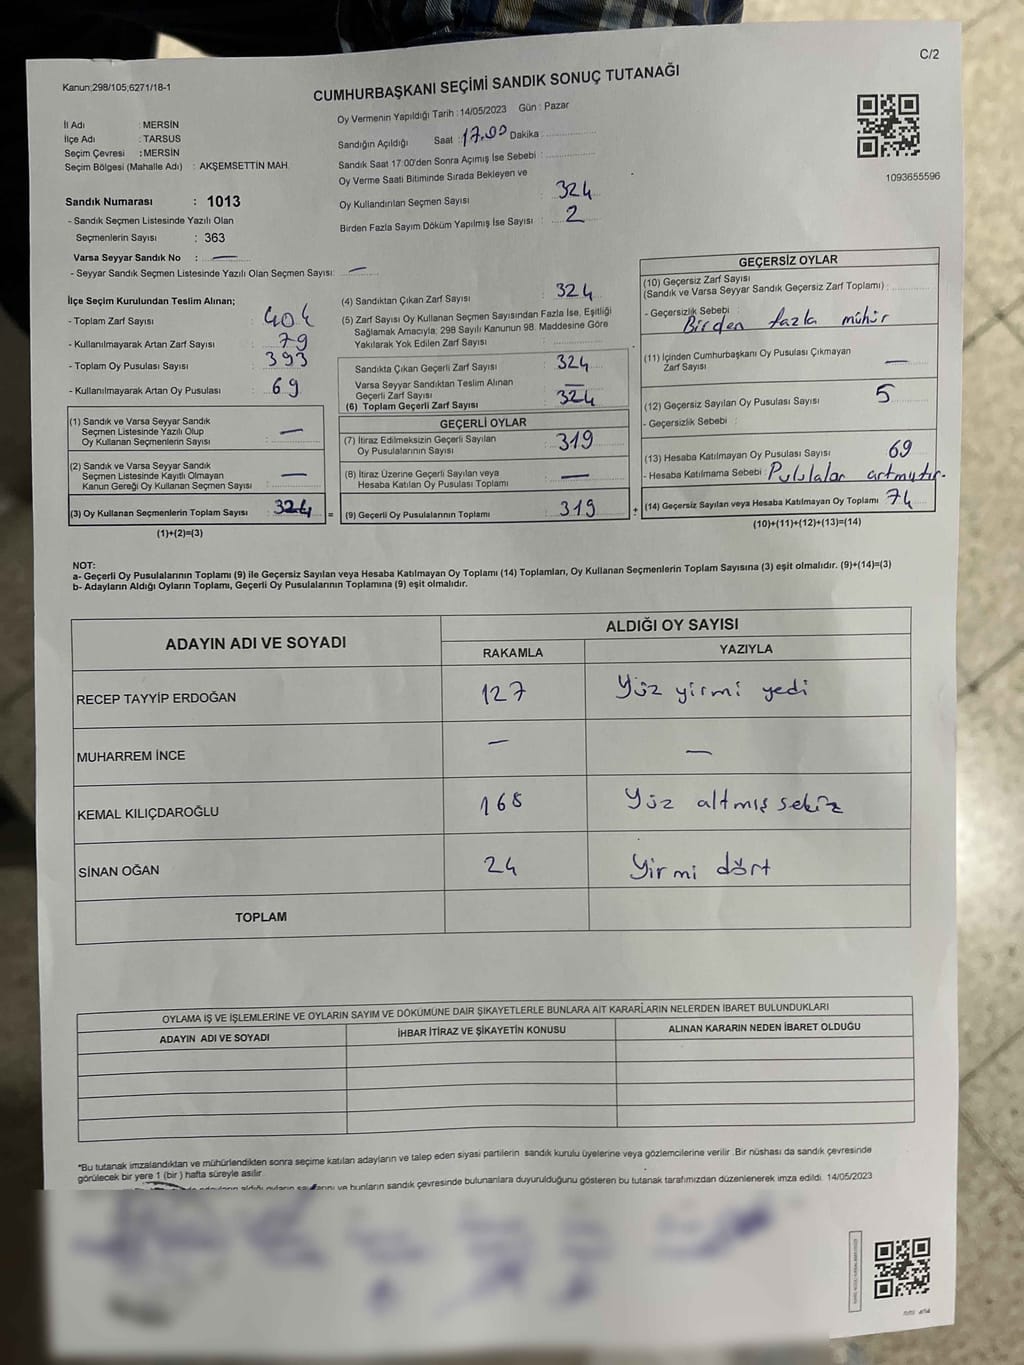 C/2
Kanun;298/105,6271/18-1
CUMHURBAŞKANI SEÇİMİ SANDIK SONUÇ TUTANAĞI
Oy Vermenin Yapıldığı Tarih : 14/05/2023 Gün : Pazar
İl Adı : MERSİN
İlçe Adı : TARSUS
Seçim Çevresi : MERSİN
Seçim Bölgesi (Mahalle Adı) : AKŞEMSETTİN MAH.
Sandığın Açıldığı Saat : 17.00 Dakika :
Sandık Saat 17:00'den Sonra Açımış İse Sebebi :
Oy Verme Saati Bitiminde Sırada Bekleyen ve
Oy Kullandırılan Seçmen Sayısı : 324
Birden Fazla Sayım Döküm Yapılmış İse Sayısı : 2
1093655596
Sandık Numarası : 1013
- Sandık Seçmen Listesinde Yazılı Olan
Seçmenlerin Sayısı : 363
Varsa Seyyar Sandık No : —
- Seyyar Sandık Seçmen Listesinde Yazılı Olan Seçmen Sayısı: —
İlçe Seçim Kurulundan Teslim Alınan;
- Toplam Zarf Sayısı : 404
- Kullanılmayarak Artan Zarf Sayısı : 79
- Toplam Oy Pusulası Sayısı : 393
- Kullanılmayarak Artan Oy Pusulası : 69
(1) Sandık ve Varsa Seyyar Sandık
Seçmen Listesinde Yazılı Olup
Oy Kullanan Seçmenlerin Sayısı : —
(2) Sandık ve Varsa Seyyar Sandık
Seçmen Listesinde Kayıtlı Olmayan
Kanun Gereği Oy Kullanan Seçmen Sayısı : —
(3) Oy Kullanan Seçmenlerin Toplam Sayısı : 324
(1)+(2)=(3)
=
(4) Sandıktan Çıkan Zarf Sayısı : 324
(5) Zarf Sayısı Oy Kullanan Seçmen Sayısından Fazla İse, Eşitliği
Sağlamak Amacıyla; 298 Sayılı Kanunun 98. Maddesine Göre
Yakılarak Yok Edilen Zarf Sayısı :
Sandıkta Çıkan Geçerli Zarf Sayısı : 324
Varsa Seyyar Sandıktan Teslim Alınan
Geçerli Zarf Sayısı : —
(6) Toplam Geçerli Zarf Sayısı : 324
GEÇERLİ OYLAR
(7) İtiraz Edilmeksizin Geçerli Sayılan
Oy Pusulalarının Sayısı : 319
(8) İtiraz Üzerine Geçerli Sayılan veya
Hesaba Katılan Oy Pusulası Toplamı : —
(9) Geçerli Oy Pusulalarının Toplamı : 319
+
GEÇERSİZ OYLAR
(10) Geçersiz Zarf Sayısı
(Sandık ve Varsa Seyyar Sandık Geçersiz Zarf Toplamı) :
- Geçersizlik Sebebi :
Birden fazla mühür
(11) İçinden Cumhurbaşkanı Oy Pusulası Çıkmayan
Zarf Sayısı : —
(12) Geçersiz Sayılan Oy Pusulası Sayısı : 5
- Geçersizlik Sebebi :
(13) Hesaba Katılmayan Oy Pusulası Sayısı : 69
- Hesaba Katılmama Sebebi : Pusulalar artmıştır.
(14) Geçersiz Sayılan veya Hesaba Katılmayan Oy Toplamı : 74
(10)+(11)+(12)+(13)=(14)
NOT:
a- Geçerli Oy Pusulalarının Toplamı (9) ile Geçersiz Sayılan veya Hesaba Katılmayan Oy Toplamı (14) Toplamları, Oy Kullanan Seçmenlerin Toplam Sayısına (3) eşit olmalıdır. (9)+(14)=(3)
b- Adayların Aldığı Oyların Toplamı, Geçerli Oy Pusulalarının Toplamına (9) eşit olmalıdır.
ADAYIN ADI VE SOYADI
ALDIĞI OY SAYISI
RAKAMLA YAZIYLA
RECEP TAYYİP ERDOĞAN 127 Yüz yirmi yedi
MUHARREM İNCE — —
KEMAL KILIÇDAROĞLU 168 Yüz altmış sekiz
SİNAN OĞAN 24 Yirmi dört
TOPLAM
OYLAMA İŞ VE İŞLEMLERİNE VE OYLARIN SAYIM VE DÖKÜMÜNE DAİR ŞİKAYETLERLE BUNLARA AİT KARARLARIN NELERDEN İBARET BULUNDUKLARI
ADAYIN ADI VE SOYADI İHBAR İTİRAZ VE ŞİKAYETİN KONUSU ALINAN KARARIN NEDEN İBARET OLDUĞU
*Bu tutanak imzalandıktan ve mühürlendikten sonra seçime katılan adayların ve talep eden siyasi partilerin sandık kurulu üyelerine veya gözlemcilerine verilir .Bir nüshası da sandık çevresinde
görülecek bir yere 1 (bir ) hafta süreyle asılır.
adayların aldığı oyların sayılarını ve bunların sandık çevresinde bulunanlara duyurulduğunu gösteren bu tutanak tarafımızdan düzenlenerek imza edildi. 14/05/2023